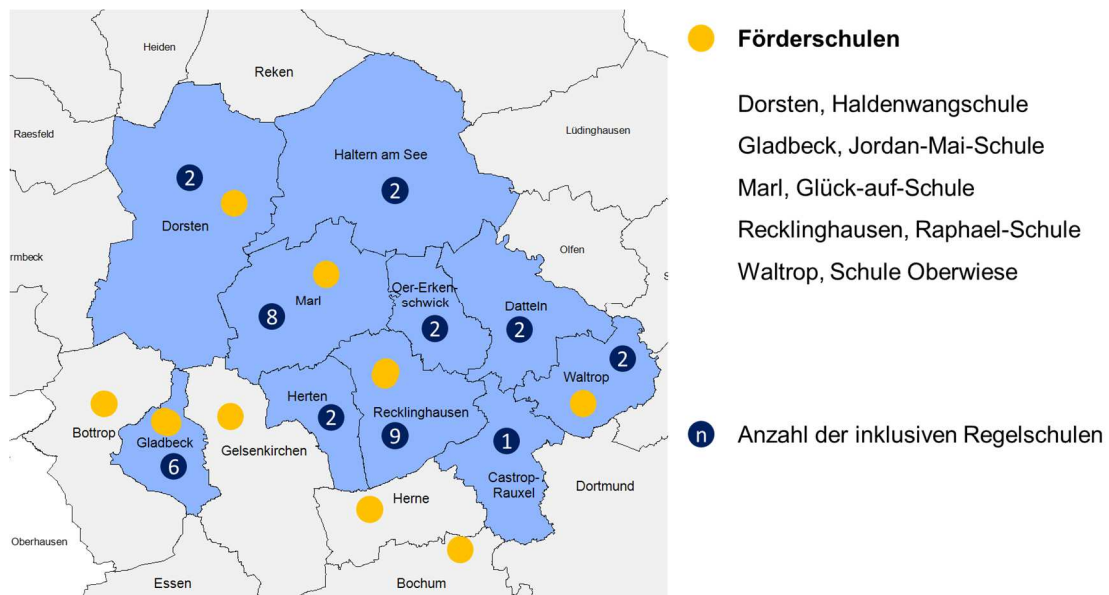 Heiden
Reken
Raesfeld
Lüdinghausen
Haltern am See
2
2
Dorsten
Olfen
rmbeck
S
Marl
8
Oer-Erken-
schwick
2
Datteln
2
2
Waltrop
Bottrop
Gladbeck
6
Gelsenkirchen
Herten
2
Recklinghausen
9
1
Castrop-
Rauxel
Dortmund
Herne
Oberhausen
Essen
Bochum
Förderschulen
Dorsten, Haldenwangschule
Gladbeck, Jordan-Mai-Schule
Marl, Glück-auf-Schule
Recklinghausen, Raphael-Schule
Waltrop, Schule Oberwiese
n Anzahl der inklusiven Regelschulen